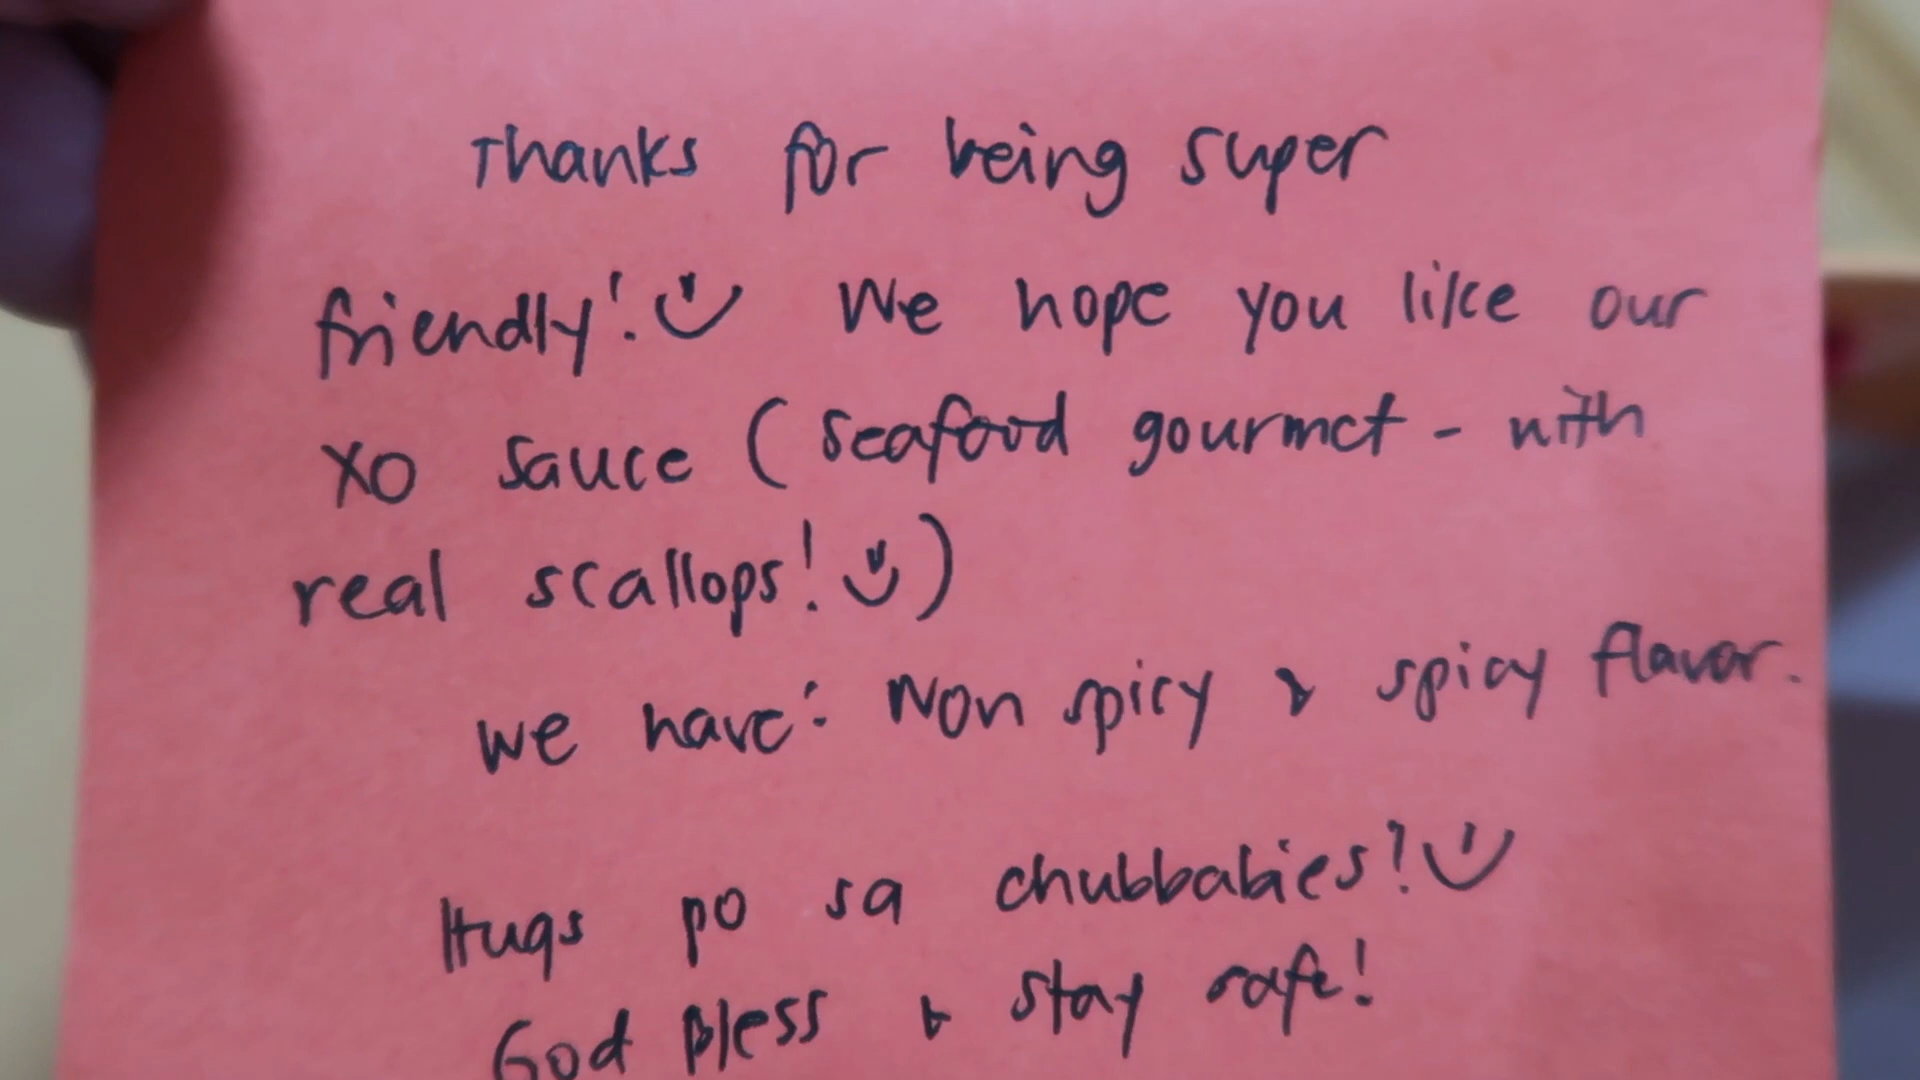 Thanks for being super
friendly! We hope you like our
XO sauce (seafood gourmet - with
real scallops!)
We have: Non spicy & spicy flavor.
Hugs po sa chubbabies!
God Bless & stay safe!